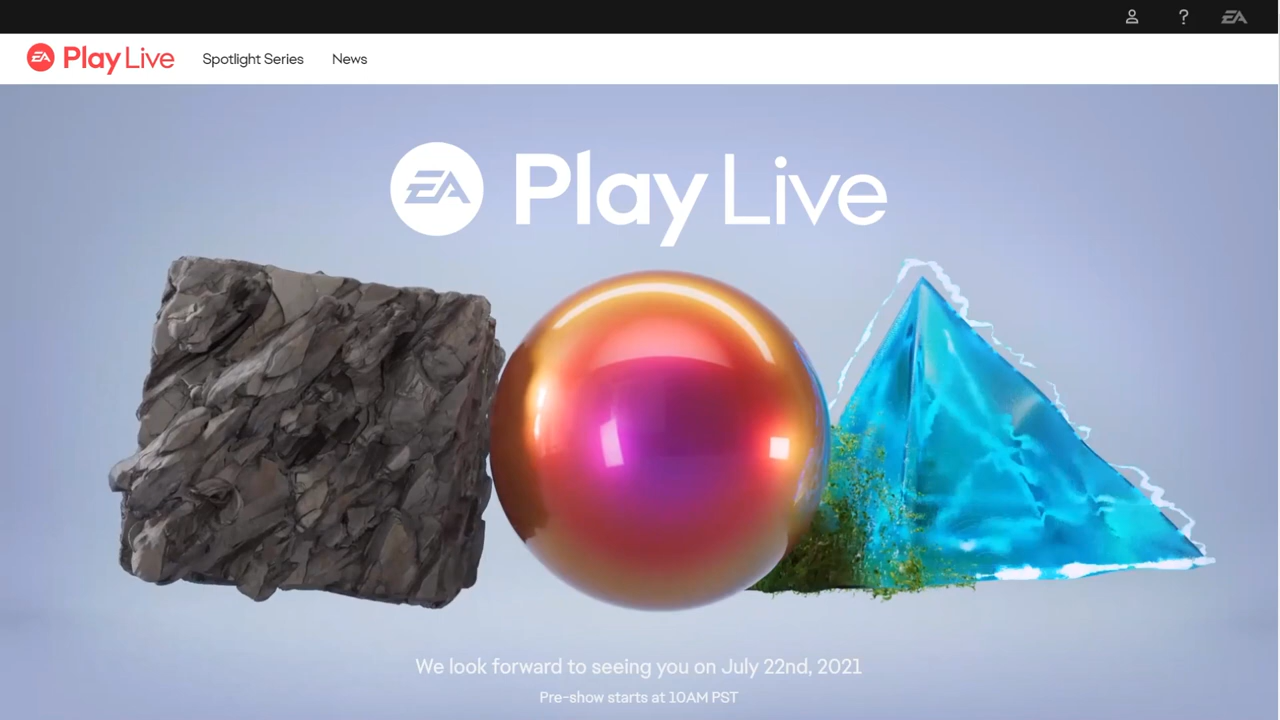 EA
EA Play Live
Spotlight Series
News
EA Play Live
We look forward to seeing you on July 22nd, 2021
Pre-show starts at 10AM PST